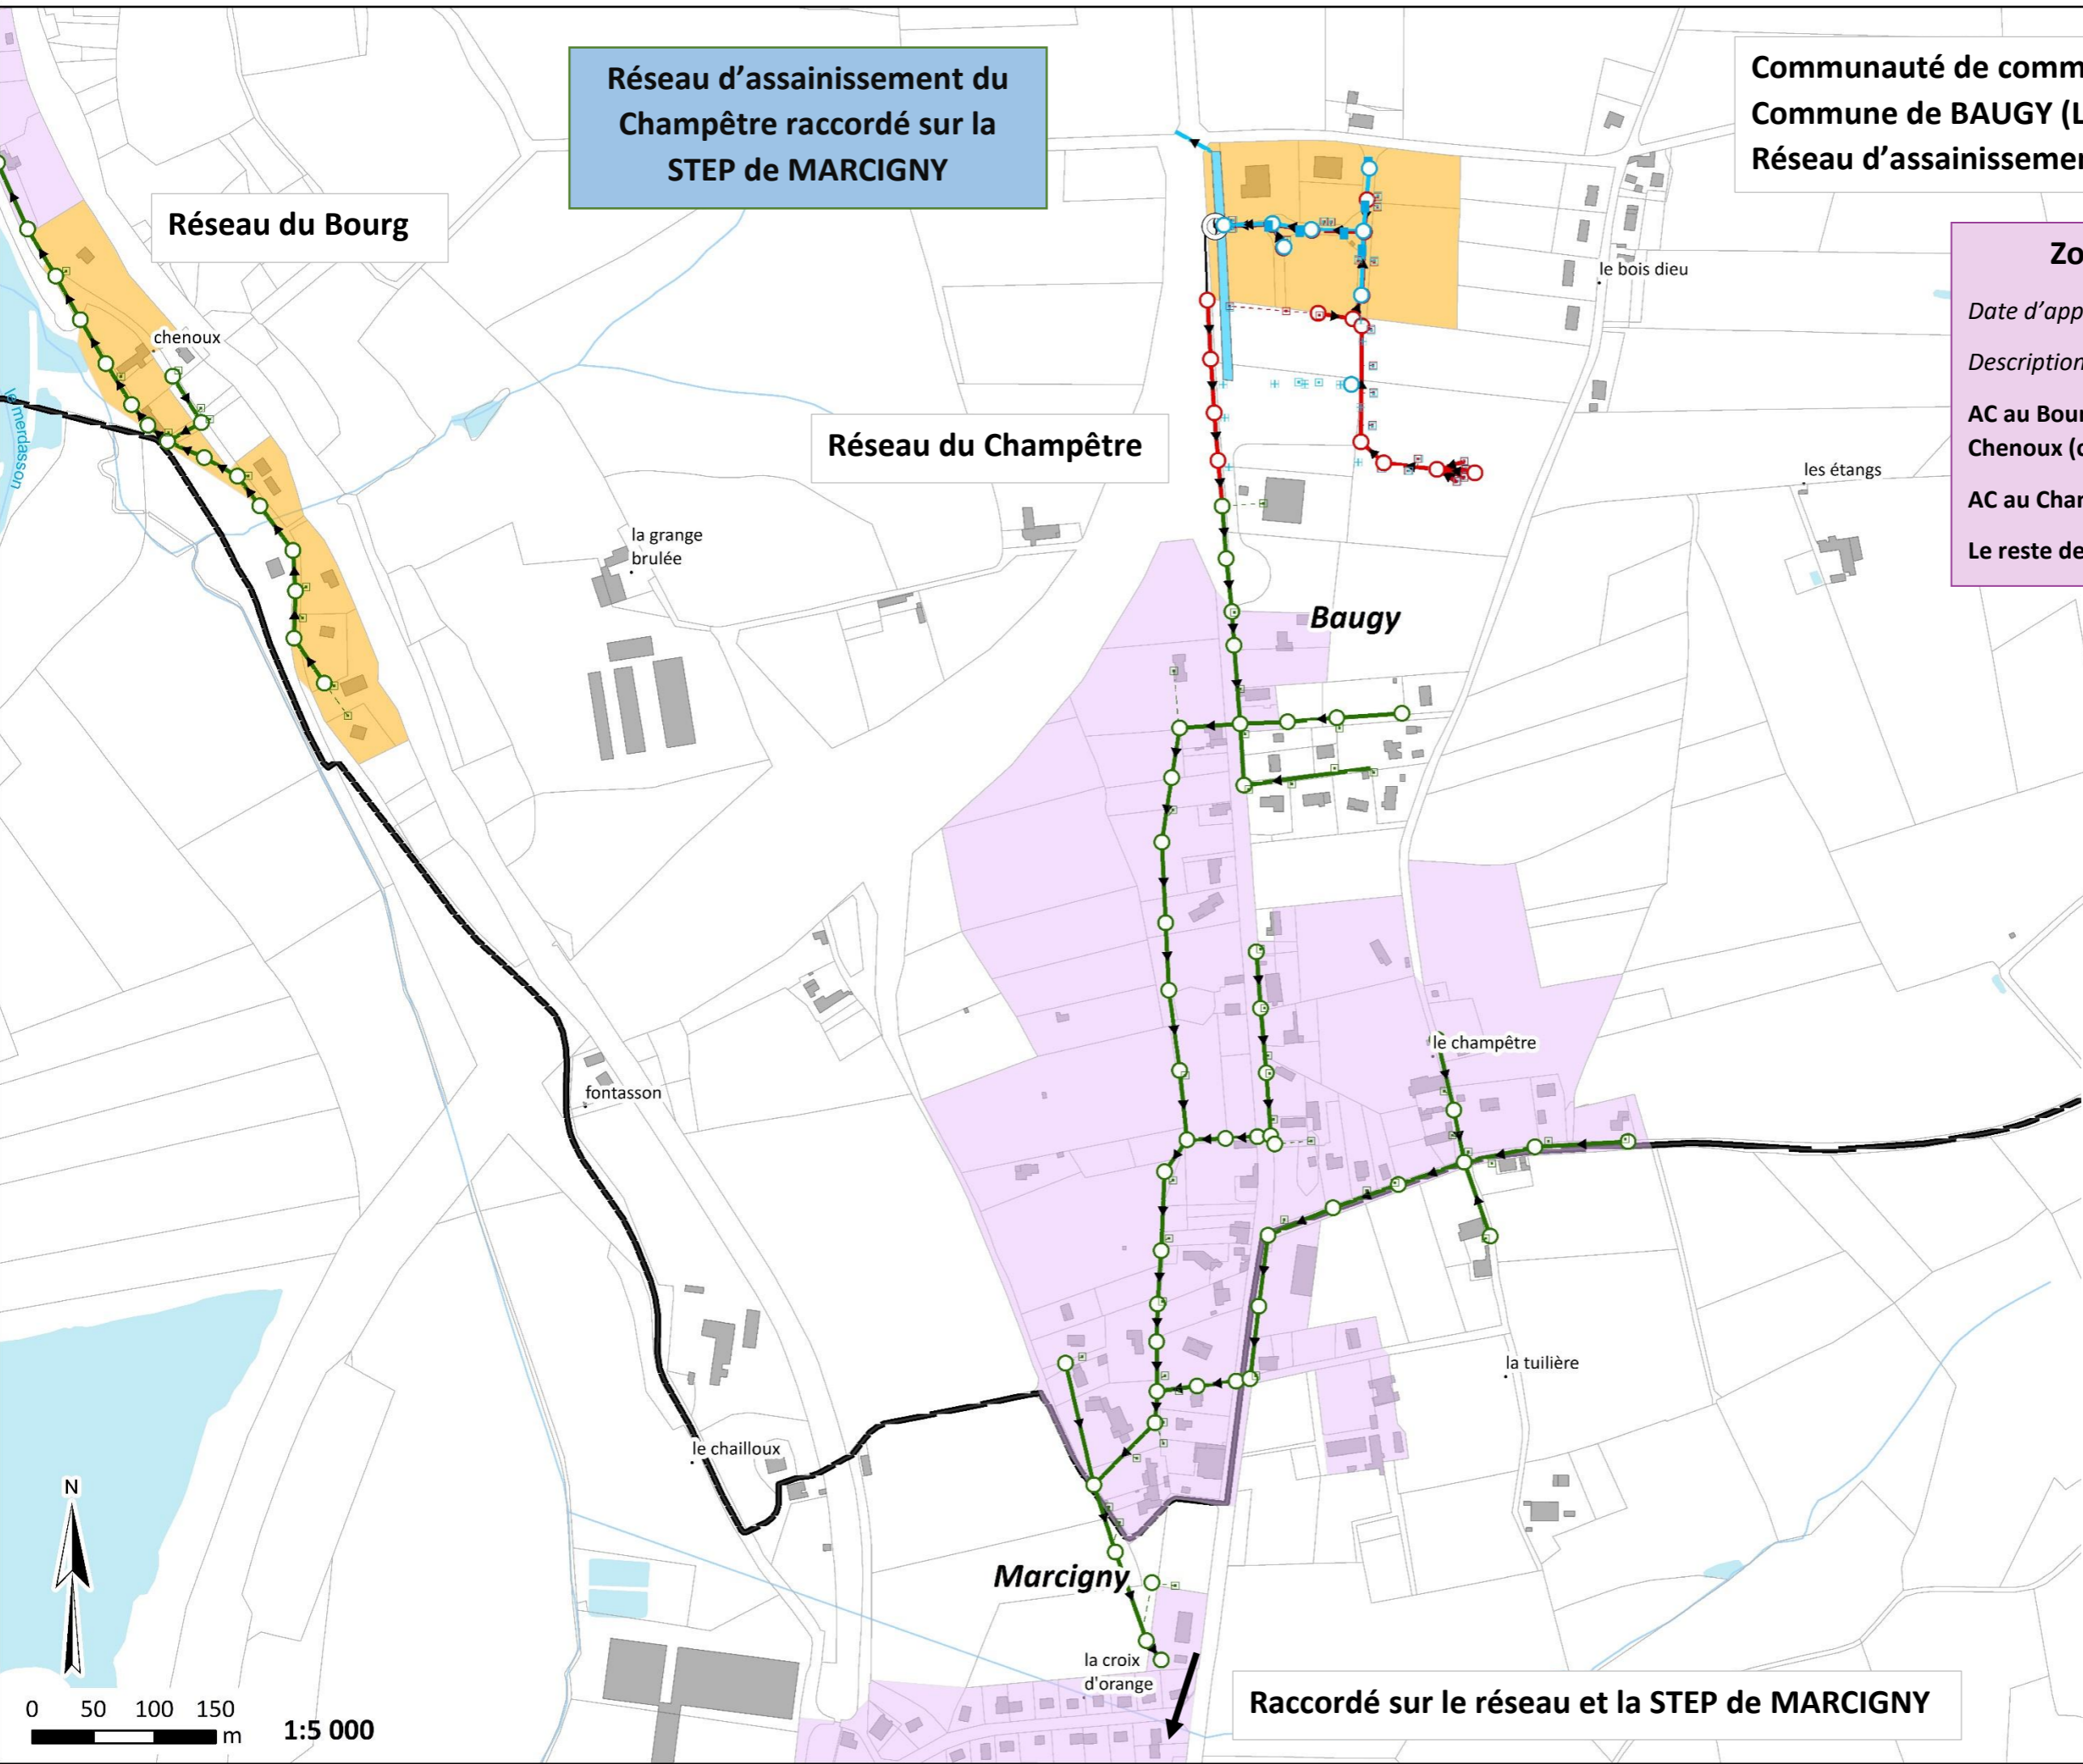 Réseau d’assainissement du
Champêtre raccordé sur la
STEP de MARCIGNY
Communauté de comm
Commune de BAUGY (L
Réseau d’assainissemen
Réseau du Bourg
Zo
Date d’app
Description
AC au Bour
Chenoux (c
AC au Char
Le reste de
le bois dieu
chenoux
le merdasson
Réseau du Champêtre
les étangs
la grange
brulée
Baugy
le champêtre
fontasson
la tuilière
le chailloux
N
Marcigny
la croix
d'orange
Raccordé sur le réseau et la STEP de MARCIGNY
0 50 100 150
m
1:5 000